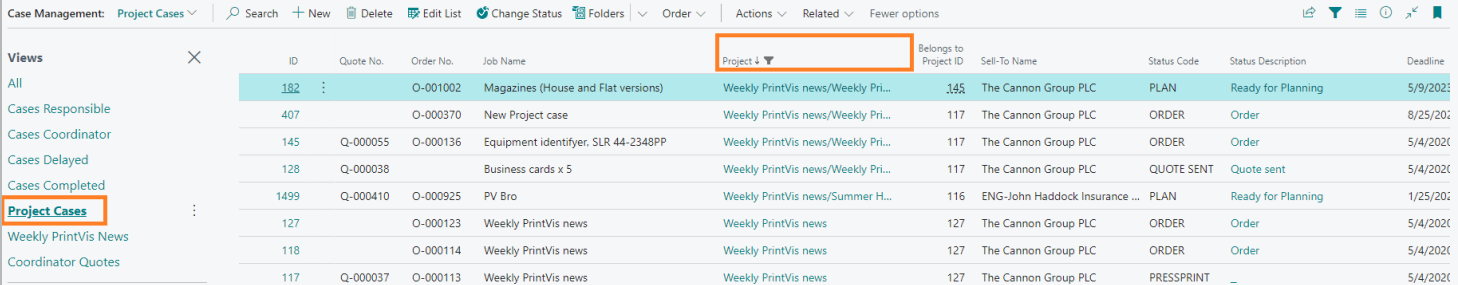 Case Management: Project Cases Search New Delete Edit List Change Status Folders Order Actions Related Fewer options
Views
All
Cases Responsible
Cases Coordinator
Cases Delayed
Cases Completed
Project Cases
Weekly PrintVis News
Coordinator Quotes
ID Quote No. Order No. Job Name Project Belongs to Project ID Sell-To Name Status Code Status Description Deadline
182 O-001002 Magazines (House and Flat versions) Weekly PrintVis news/Weekly Pri... 145 The Cannon Group PLC PLAN Ready for Planning 5/9/2023
407 O-000370 New Project case Weekly PrintVis news/Weekly Pri... 117 The Cannon Group PLC ORDER Order 8/25/202
145 Q-000055 O-000136 Equipment identifyer, SLR 44-2348PP Weekly PrintVis news/Weekly Pri... 117 The Cannon Group PLC ORDER Order 5/4/2020
128 Q-000038 Business cards x 5 Weekly PrintVis news/Weekly Pri... 117 The Cannon Group PLC QUOTE SENT Quote sent 5/4/2020
1499 Q-000410 O-000925 PV Bro Weekly PrintVis news/Summer H... 116 ENG-John Haddock Insurance ... PLAN Ready for Planning 1/25/202
127 O-000123 Weekly PrintVis news Weekly PrintVis news 127 The Cannon Group PLC ORDER Order 5/4/2020
118 O-000114 Weekly PrintVis news Weekly PrintVis news 127 The Cannon Group PLC ORDER Order 5/4/2020
117 Q-000037 O-000113 Weekly PrintVis news Weekly PrintVis news 127 The Cannon Group PLC PRESSPRINT _ 5/4/2020